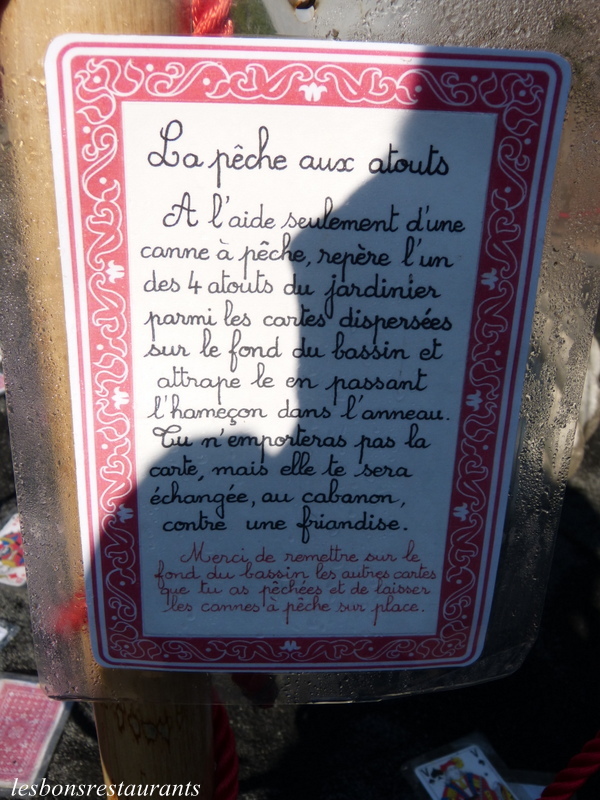 La pêche aux atouts
A l'aide seulement d'une
canne à pêche, repère l'un
des 4 atouts du jardinier
parmi les cartes dispersées
sur le fond du bassin et
attrape le en passant
l'hameçon dans l'anneau.
Tu n'emporteras pas la
carte, mais elle te sera
échangée, au cabanon,
contre une friandise.
Merci de remettre sur le
fond du bassin les autres cartes
que tu as pêchées et de laisser
les cannes à pêche sur place.
lesbonsrestaurants